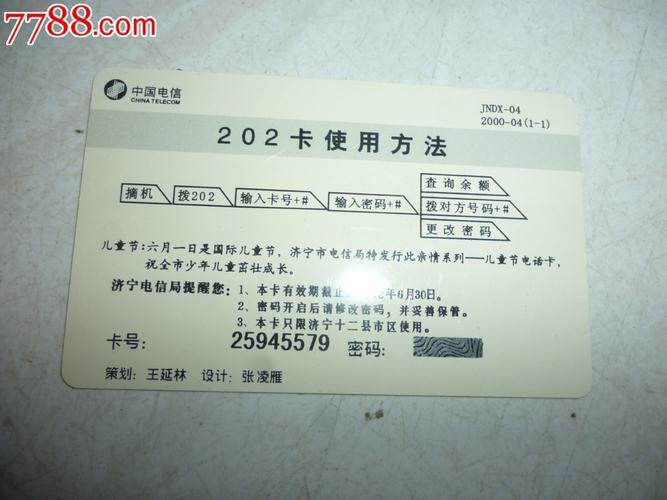 7788.com
中国电信
CHINA TELECOM
JNDX-04
2000-04(1-1)
202卡使用方法
查询余额
摘机 拨202 输入卡号+# 输入密码+# 拨对方号码+#
更改密码
儿童节:六月一日是国际儿童节,济宁市电信局特发行此亲情系列——儿童节电话卡,
祝全市少年儿童茁壮成长。
济宁电信局提醒您:1、本卡有效期截止 年6月30日。
2、密码开启后请修改密码,并妥善保管。
3、本卡只限济宁十二县市区使用。
卡号: 25945579 密码:
策划:王延林 设计:张凌雁